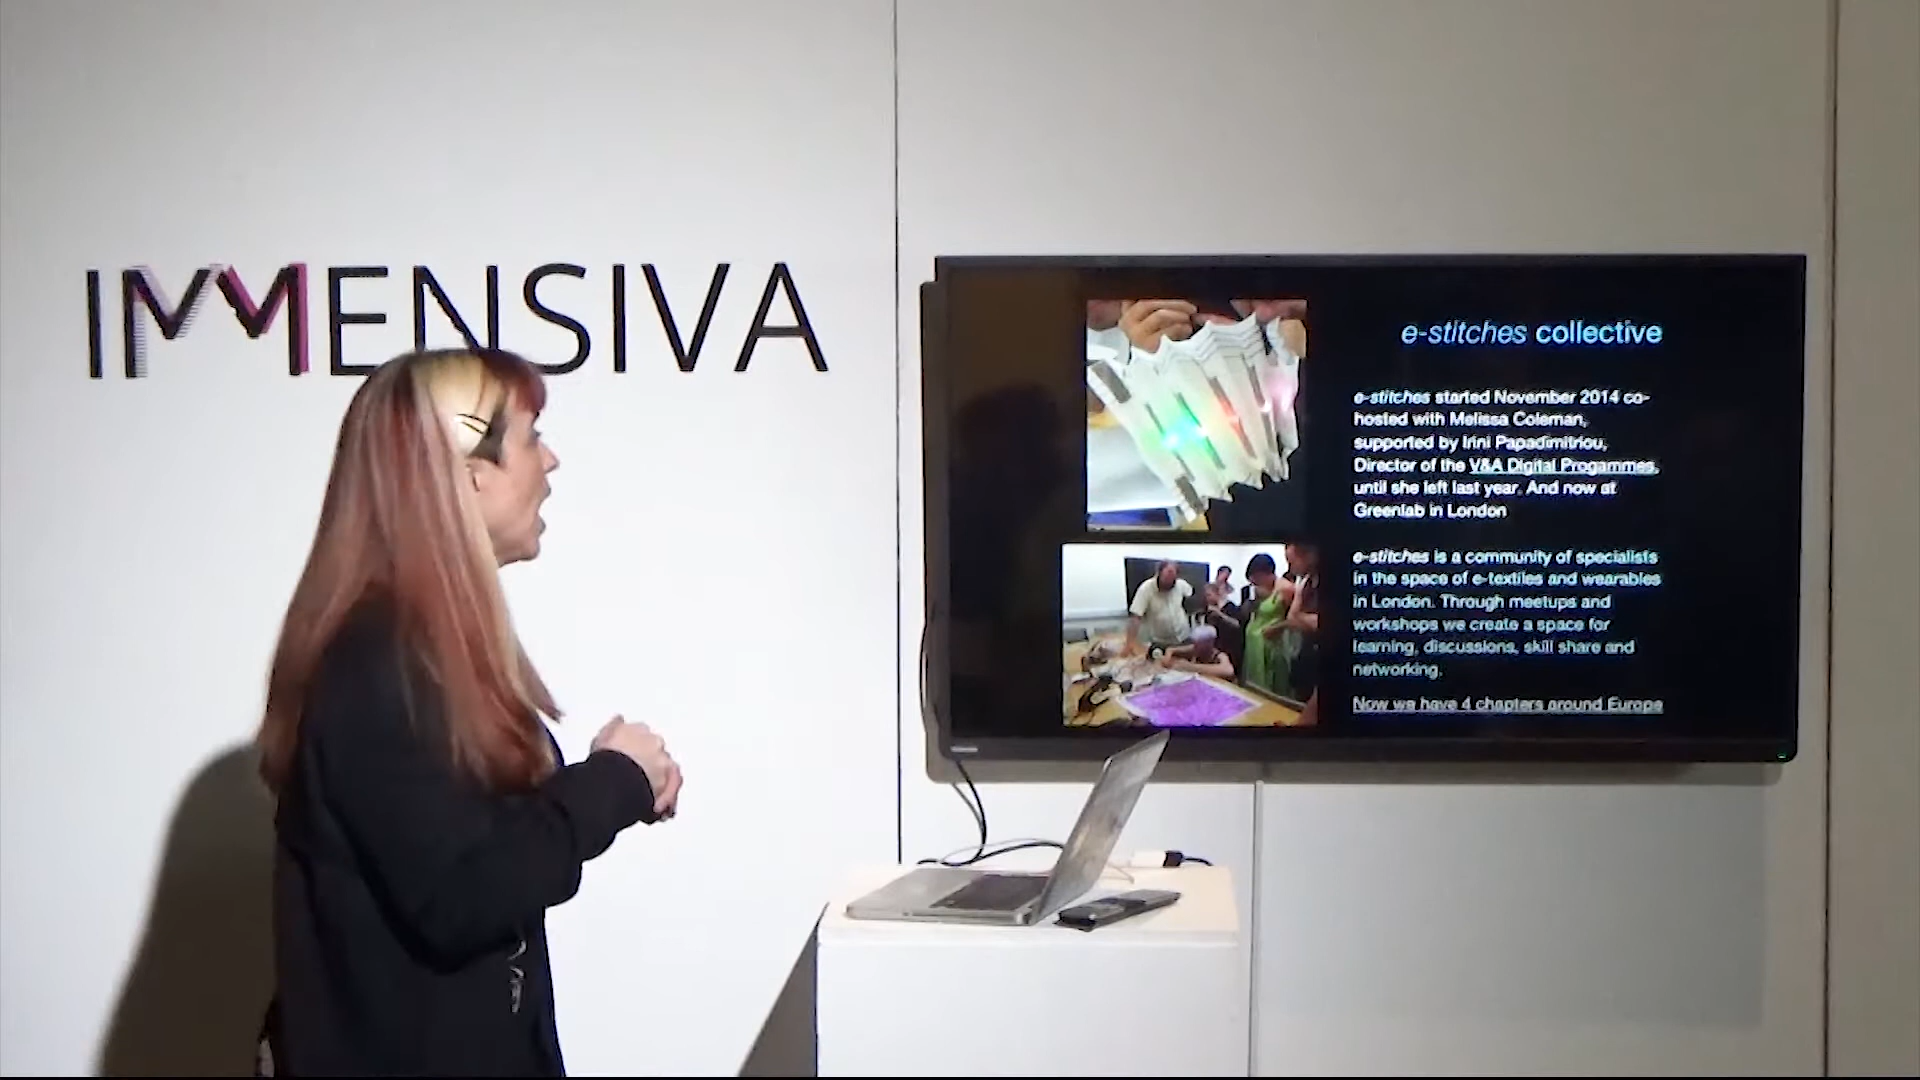 IMMENSIVA
e-stitches collective
e-stitches started November 2014 co-
hosted with Melissa Coleman,
supported by Irini Papadimitriou,
Director of the V&A Digital Progammes,
until she left last year. And now at
Greenlab in London
e-stitches is a community of specialists
in the space of e-textiles and wearables
in London. Through meetups and
workshops we create a space for
learning, discussions, skill share and
networking.
Now we have 4 chapters around Europe